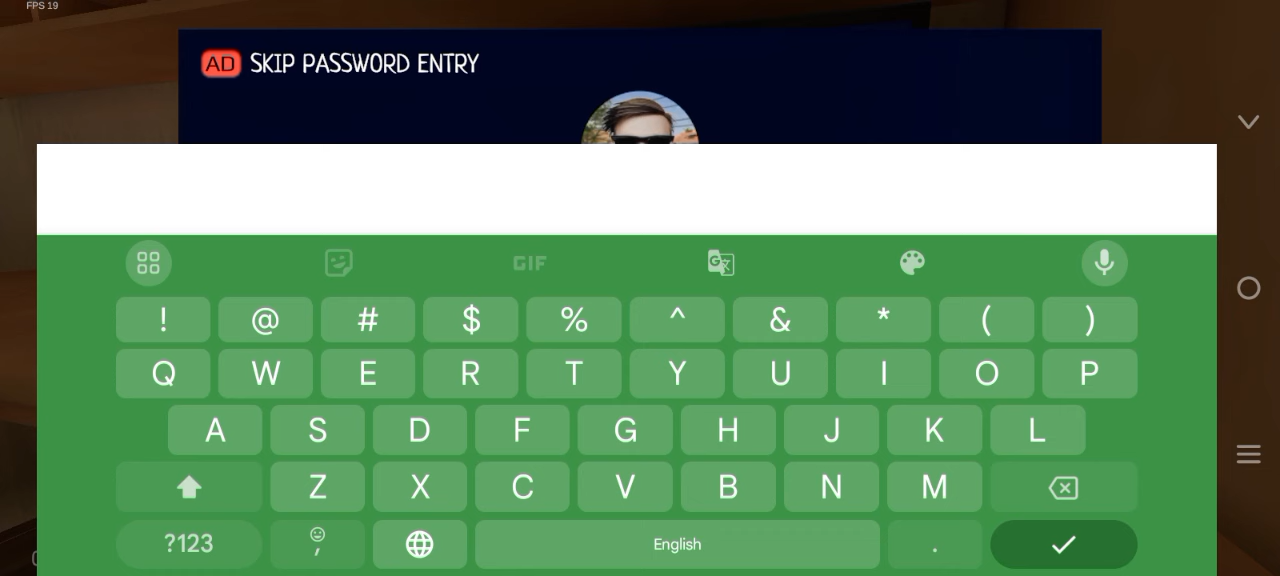 FPS 19
AD SKIP PASSWORD ENTRY
GIF
! @ # $ % ^ & * ( )
Q W E R T Y U I O P
A S D F G H J K L
Z X C V B N M
?123 , English .